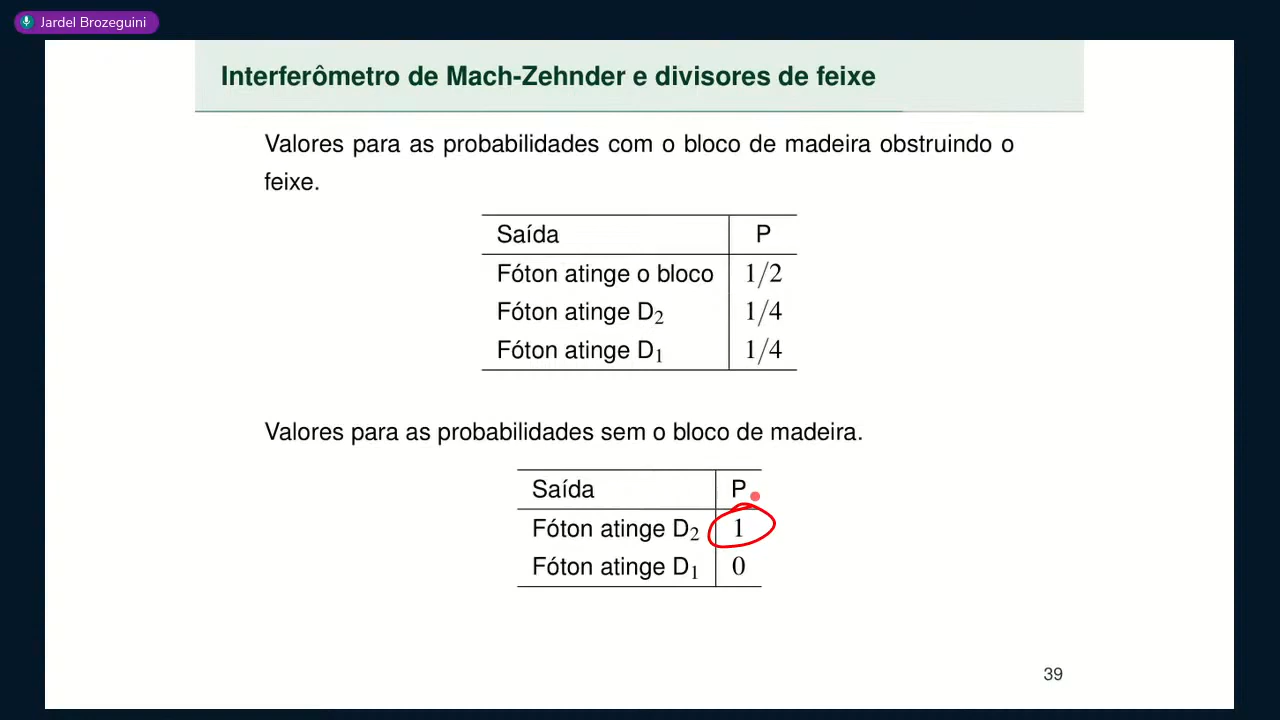 Jardel Brozeguini
Interferômetro de Mach-Zehnder e divisores de feixe
Valores para as probabilidades com o bloco de madeira obstruindo o
feixe.
Saída P
Fóton atinge o bloco 1/2
Fóton atinge D₂ 1/4
Fóton atinge D₁ 1/4
Valores para as probabilidades sem o bloco de madeira.
Saída P
Fóton atinge D₂ 1
Fóton atinge D₁ 0
39